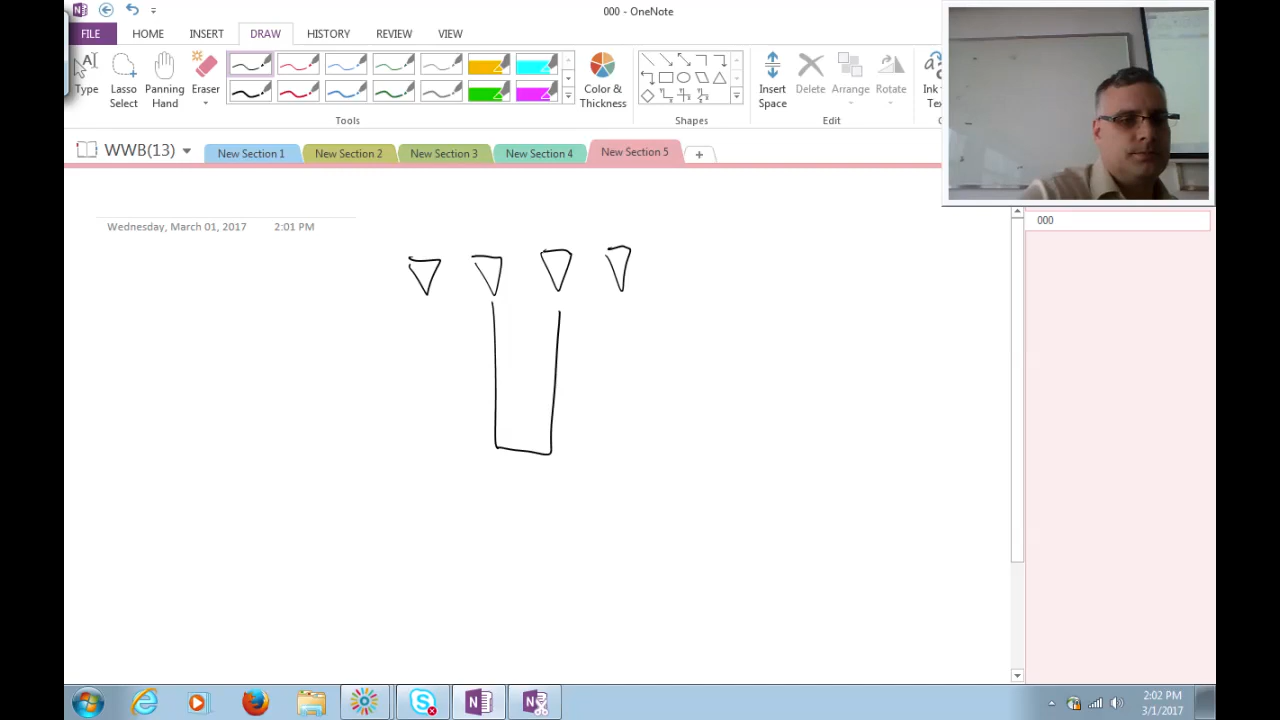 000 - OneNote
FILE HOME INSERT DRAW HISTORY REVIEW VIEW
Type
Lasso Select
Panning Hand
Eraser
Color & Thickness
Insert Space
Delete
Arrange
Rotate
Ink to
Tools
Shapes
Edit
WWB(13)
New Section 1
New Section 2
New Section 3
New Section 4
New Section 5
000
Wednesday, March 01, 2017 2:01 PM
2:02 PM
3/1/2017